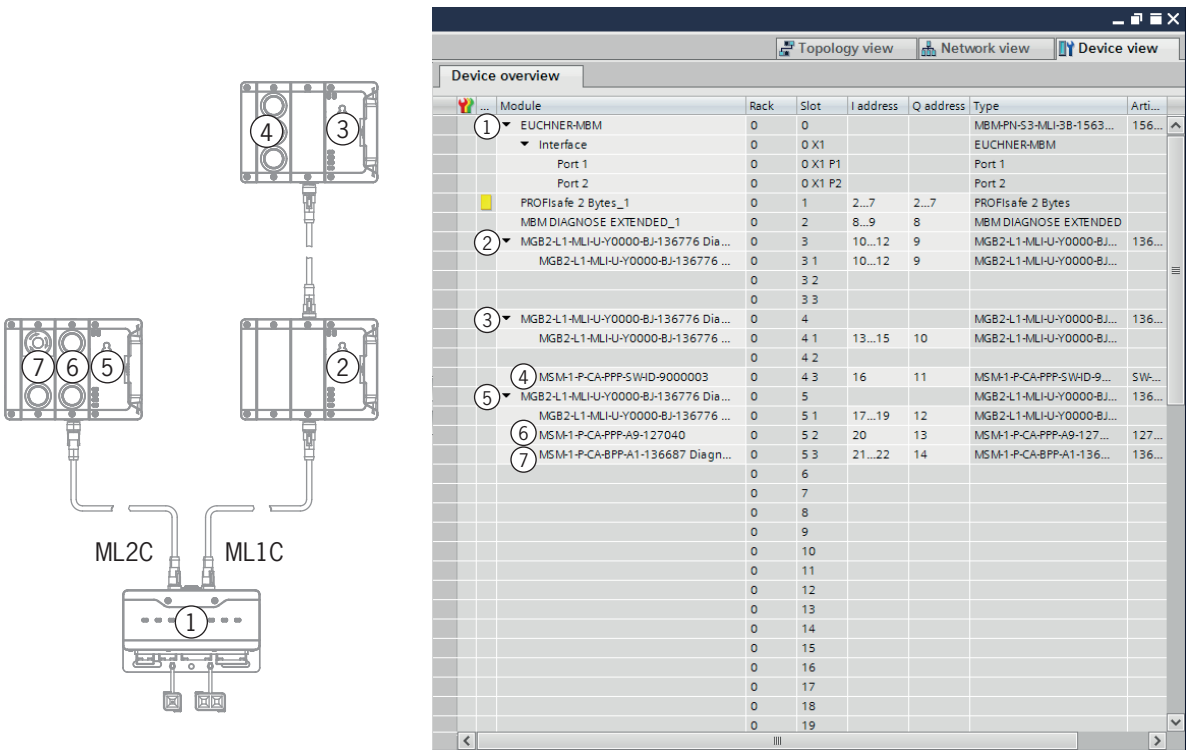 Topology view Network view Device view
Device overview
... Module Rack Slot I address Q address Type Arti...
1 EUCHNER-MBM 0 0 MBM-PN-S3-MLI-3B-1563... 156...
Interface 0 0 X1 EUCHNER-MBM
Port 1 0 0 X1 P1 Port 1
Port 2 0 0 X1 P2 Port 2
PROFIsafe 2 Bytes_1 0 1 2...7 2...7 PROFIsafe 2 Bytes
MBM DIAGNOSE EXTENDED_1 0 2 8...9 8 MBM DIAGNOSE EXTENDED
2 MGB2-L1-MLI-U-Y0000-BJ-136776 Dia... 0 3 10...12 9 MGB2-L1-MLI-U-Y0000-BJ... 136...
MGB2-L1-MLI-U-Y0000-BJ-136776 ... 0 3 1 10...12 9 MGB2-L1-MLI-U-Y0000-BJ...
0 3 2
0 3 3
3 MGB2-L1-MLI-U-Y0000-BJ-136776 Dia... 0 4 MGB2-L1-MLI-U-Y0000-BJ... 136...
MGB2-L1-MLI-U-Y0000-BJ-136776 ... 0 4 1 13...15 10 MGB2-L1-MLI-U-Y0000-BJ...
0 4 2
4 MSM-1-P-CA-PPP-SW-ID-9000003 0 4 3 16 11 MSM-1-P-CA-PPP-SW-ID-9... SW-...
5 MGB2-L1-MLI-U-Y0000-BJ-136776 Dia... 0 5 MGB2-L1-MLI-U-Y0000-BJ... 136...
MGB2-L1-MLI-U-Y0000-BJ-136776 ... 0 5 1 17...19 12 MGB2-L1-MLI-U-Y0000-BJ...
6 MSM-1-P-CA-PPP-A9-127040 0 5 2 20 13 MSM-1-P-CA-PPP-A9-127... 127...
7 MSM-1-P-CA-BPP-A1-136687 Diagn... 0 5 3 21...22 14 MSM-1-P-CA-BPP-A1-136... 136...
0 6
0 7
0 8
0 9
0 10
0 11
0 12
0 13
0 14
0 15
0 16
0 17
0 18
0 19
4 3
7 6 5
2
ML2C ML1C
1